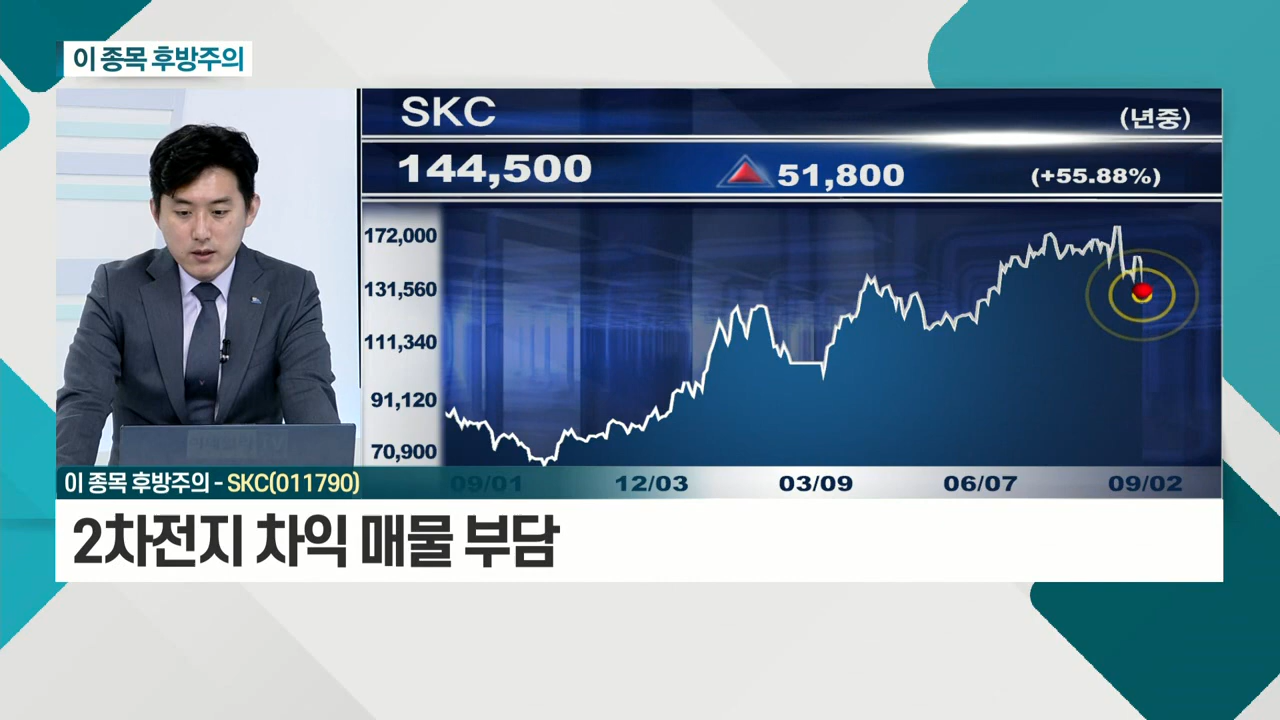 이 종목 후방주의
SKC
(년중)
144,500 51,800 (+55.88%)
172,000
131,560
111,340
91,120
70,900
09/01 12/03 03/09 06/07 09/02
이 종목 후방주의 - SKC(011790)
2차전지 차익 매물 부담